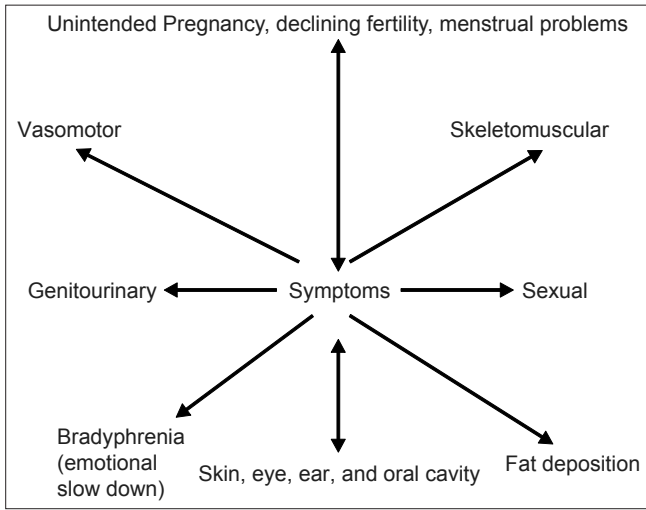 Unintended Pregnancy, declining fertility, menstrual problems
Vasomotor
Skeletomuscular
Genitourinary
Symptoms
Sexual
Bradyphrenia
(emotional
slow down)
Skin, eye, ear, and oral cavity
Fat deposition